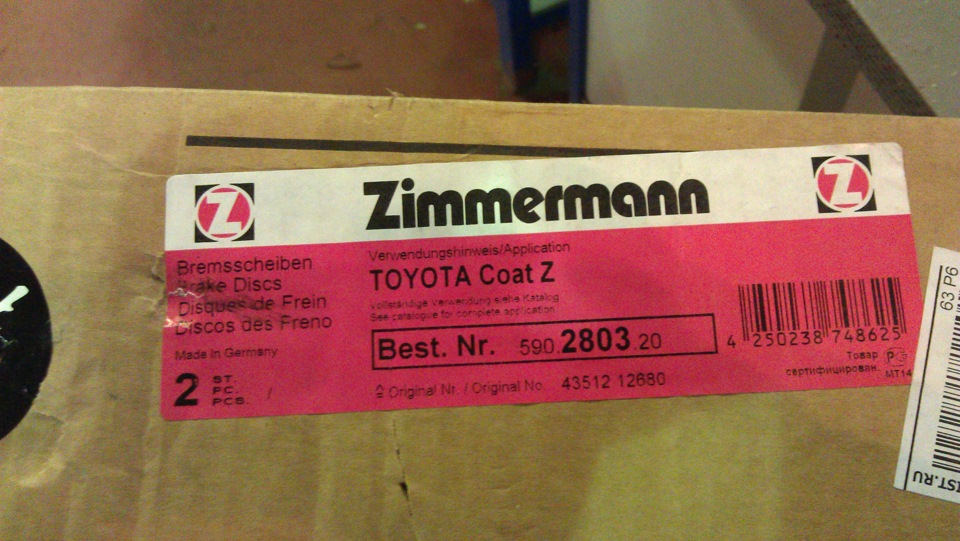 Z
Zimmermann
Z
Bremsscheiben
Brake Discs
Disques de Frein
Discos des Freno
Made in Germany
2 ST.
PC.
PCS. /
Verwendungshinweis/Application
TOYOTA Coat Z
vollständige Verwendung siehe Katalog
See catalogue for complete application
Best. Nr. 590.2803.20
Original Nr. / Original No. 43512 12680
4 250238 748625
Товар
сертифицирован.
МТ14
63 P6
IST.RU